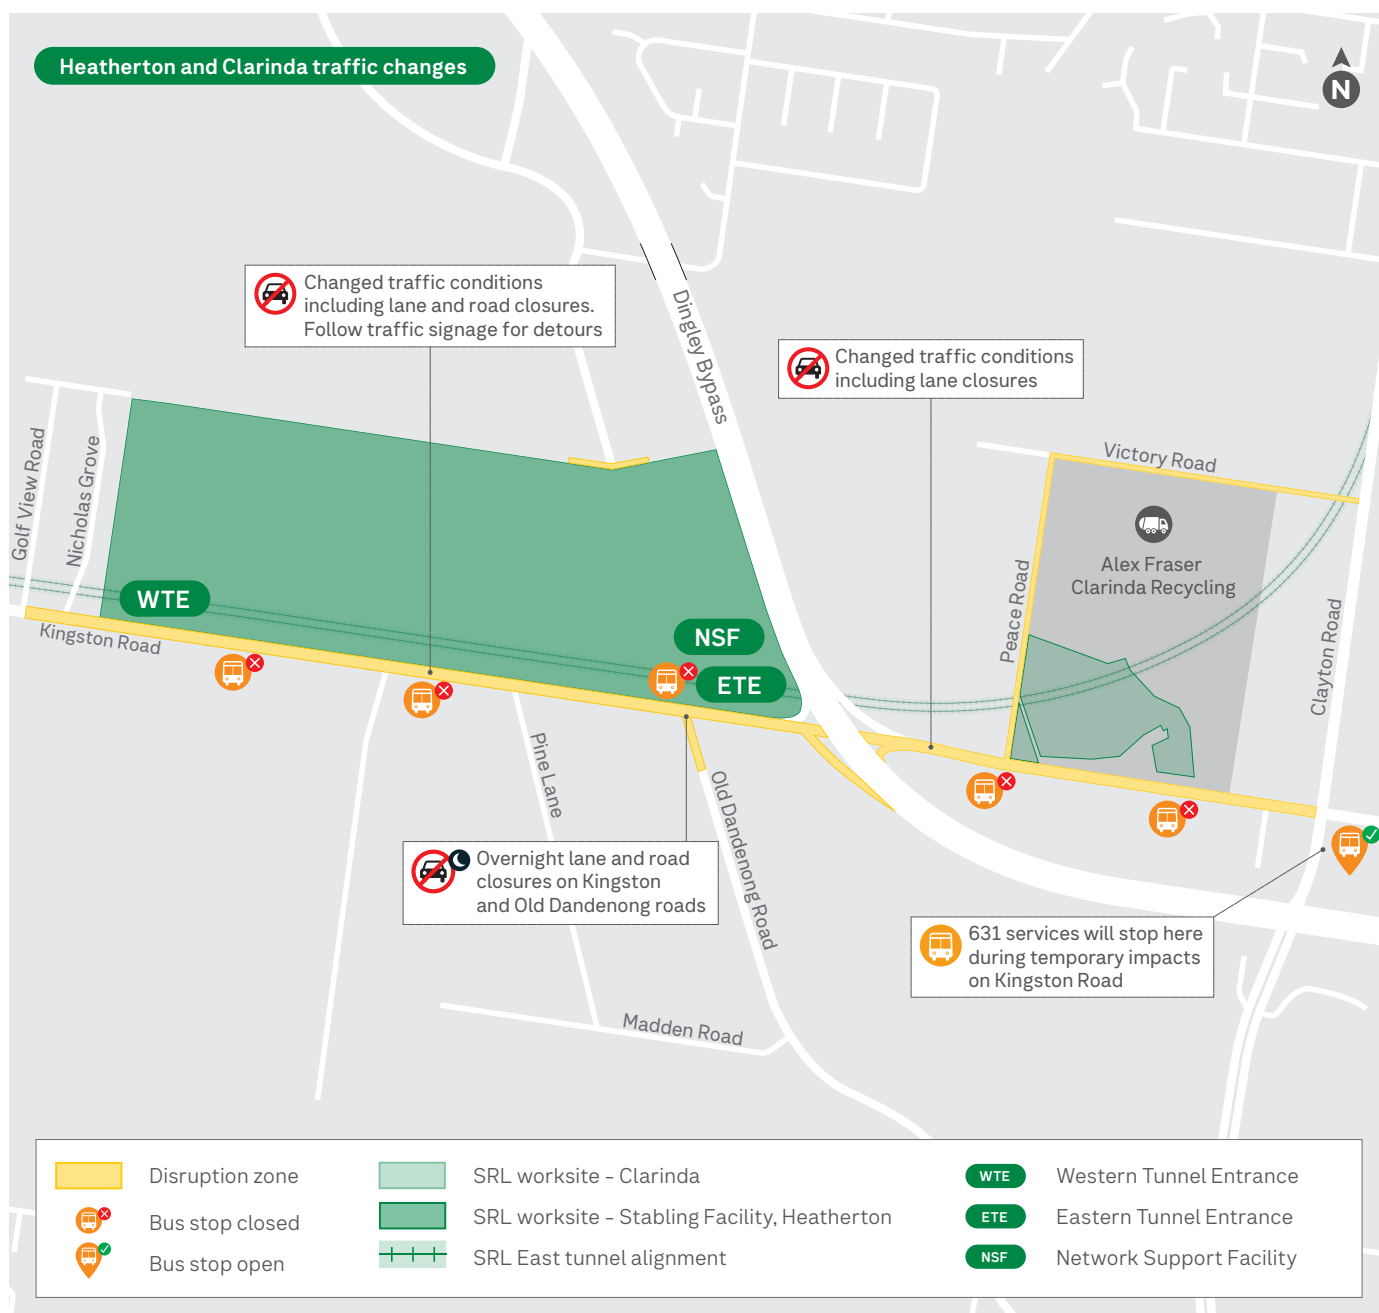 Heatherton and Clarinda traffic changes
N
Changed traffic conditions
including lane and road closures.
Follow traffic signage for detours
Dingley Bypass
Changed traffic conditions
including lane closures
Golf View Road
Nicholas Grove
Victory Road
Alex Fraser
Clarinda Recycling
Peace Road
Clayton Road
WTE
NSF
ETE
Kingston Road
Pine Lane
Old Dandenong Road
Overnight lane and road
closures on Kingston
and Old Dandenong roads
631 services will stop here
during temporary impacts
on Kingston Road
Madden Road
Disruption zone
Bus stop closed
Bus stop open
SRL worksite - Clarinda
SRL worksite - Stabling Facility, Heatherton
SRL East tunnel alignment
WTE Western Tunnel Entrance
ETE Eastern Tunnel Entrance
NSF Network Support Facility